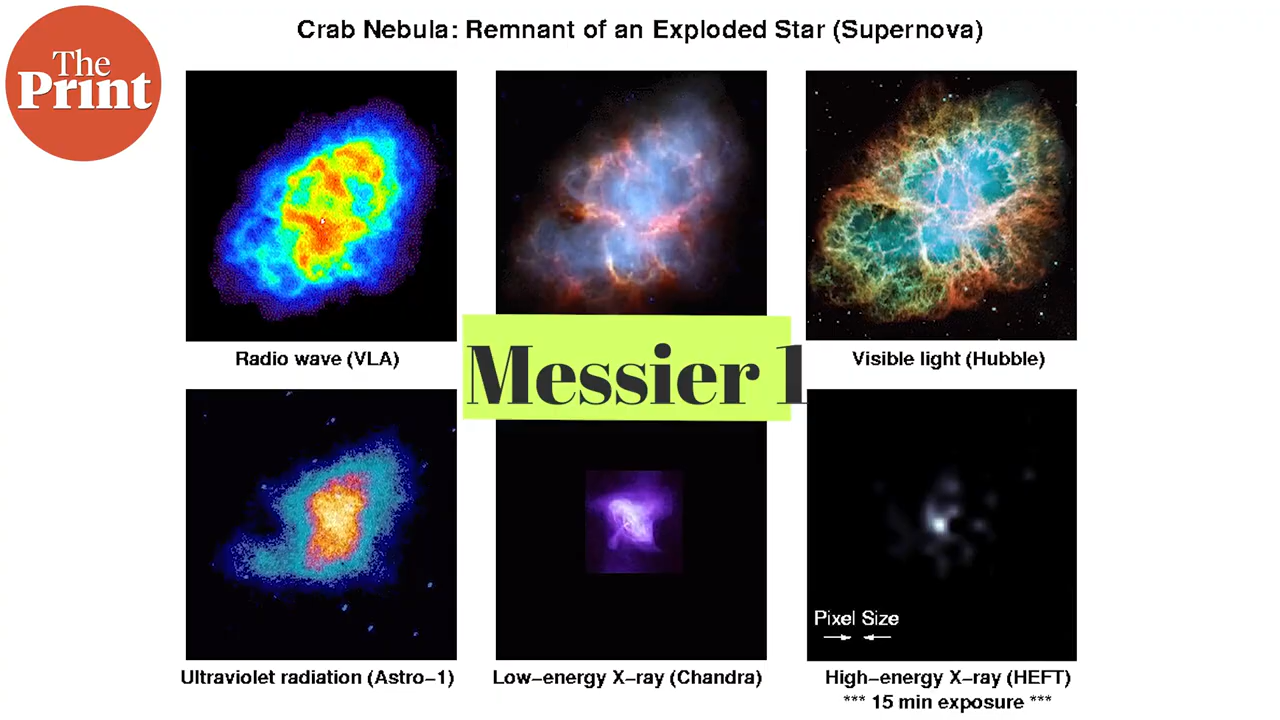 Crab Nebula: Remnant of an Exploded Star (Supernova)
The
Print
Radio wave (VLA)
Messier 1
Visible light (Hubble)
Pixel Size
Ultraviolet radiation (Astro-1)
Low-energy X-ray (Chandra)
High-energy X-ray (HEFT)
*** 15 min exposure ***